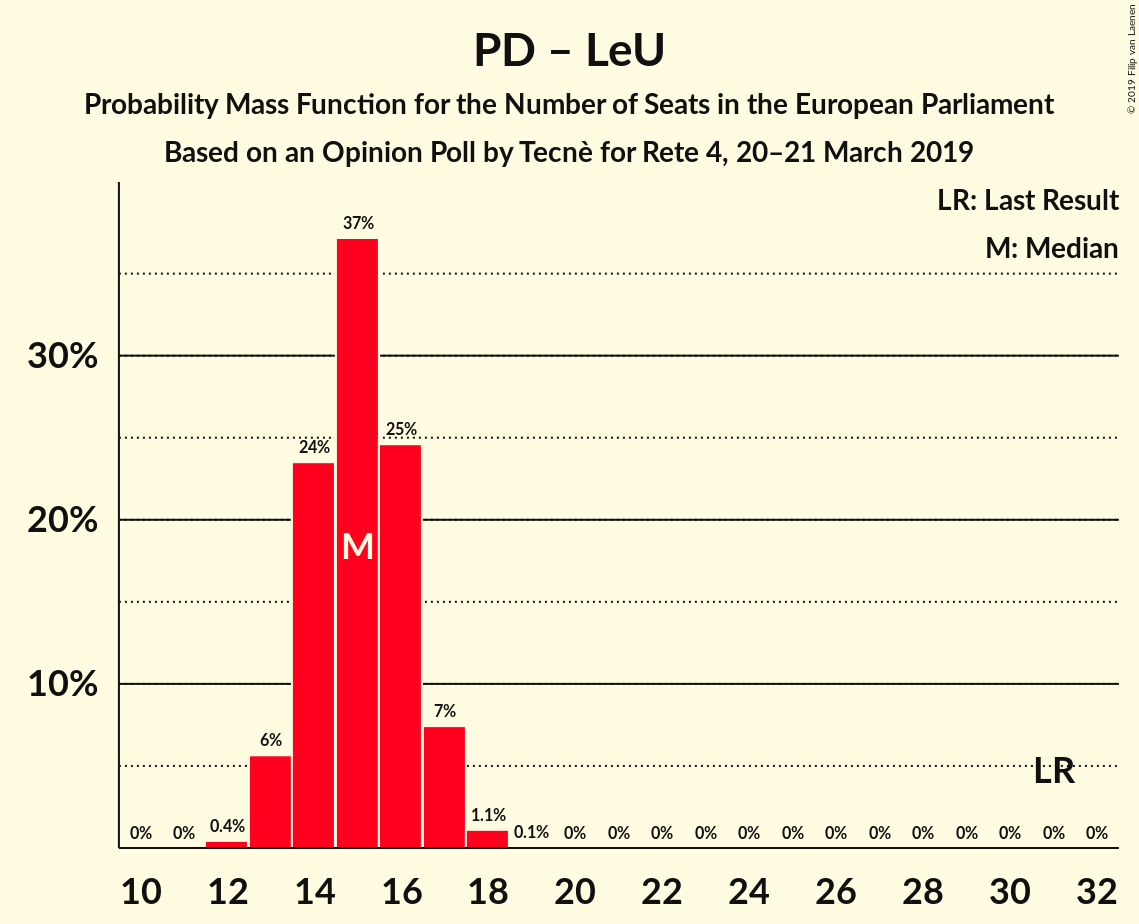 PD – LeU
Probability Mass Function for the Number of Seats in the European Parliament
Based on an Opinion Poll by Tecnè for Rete 4, 20–21 March 2019
© 2019 Filip van Laenen
LR: Last Result
M: Median
37%
30%
25%
24%
20%
M
10%
7%
6%
LR
0% 0% 0.4% 1.1% 0.1% 0% 0% 0% 0% 0% 0% 0% 0% 0% 0% 0% 0% 0%
10 12 14 16 18 20 22 24 26 28 30 32